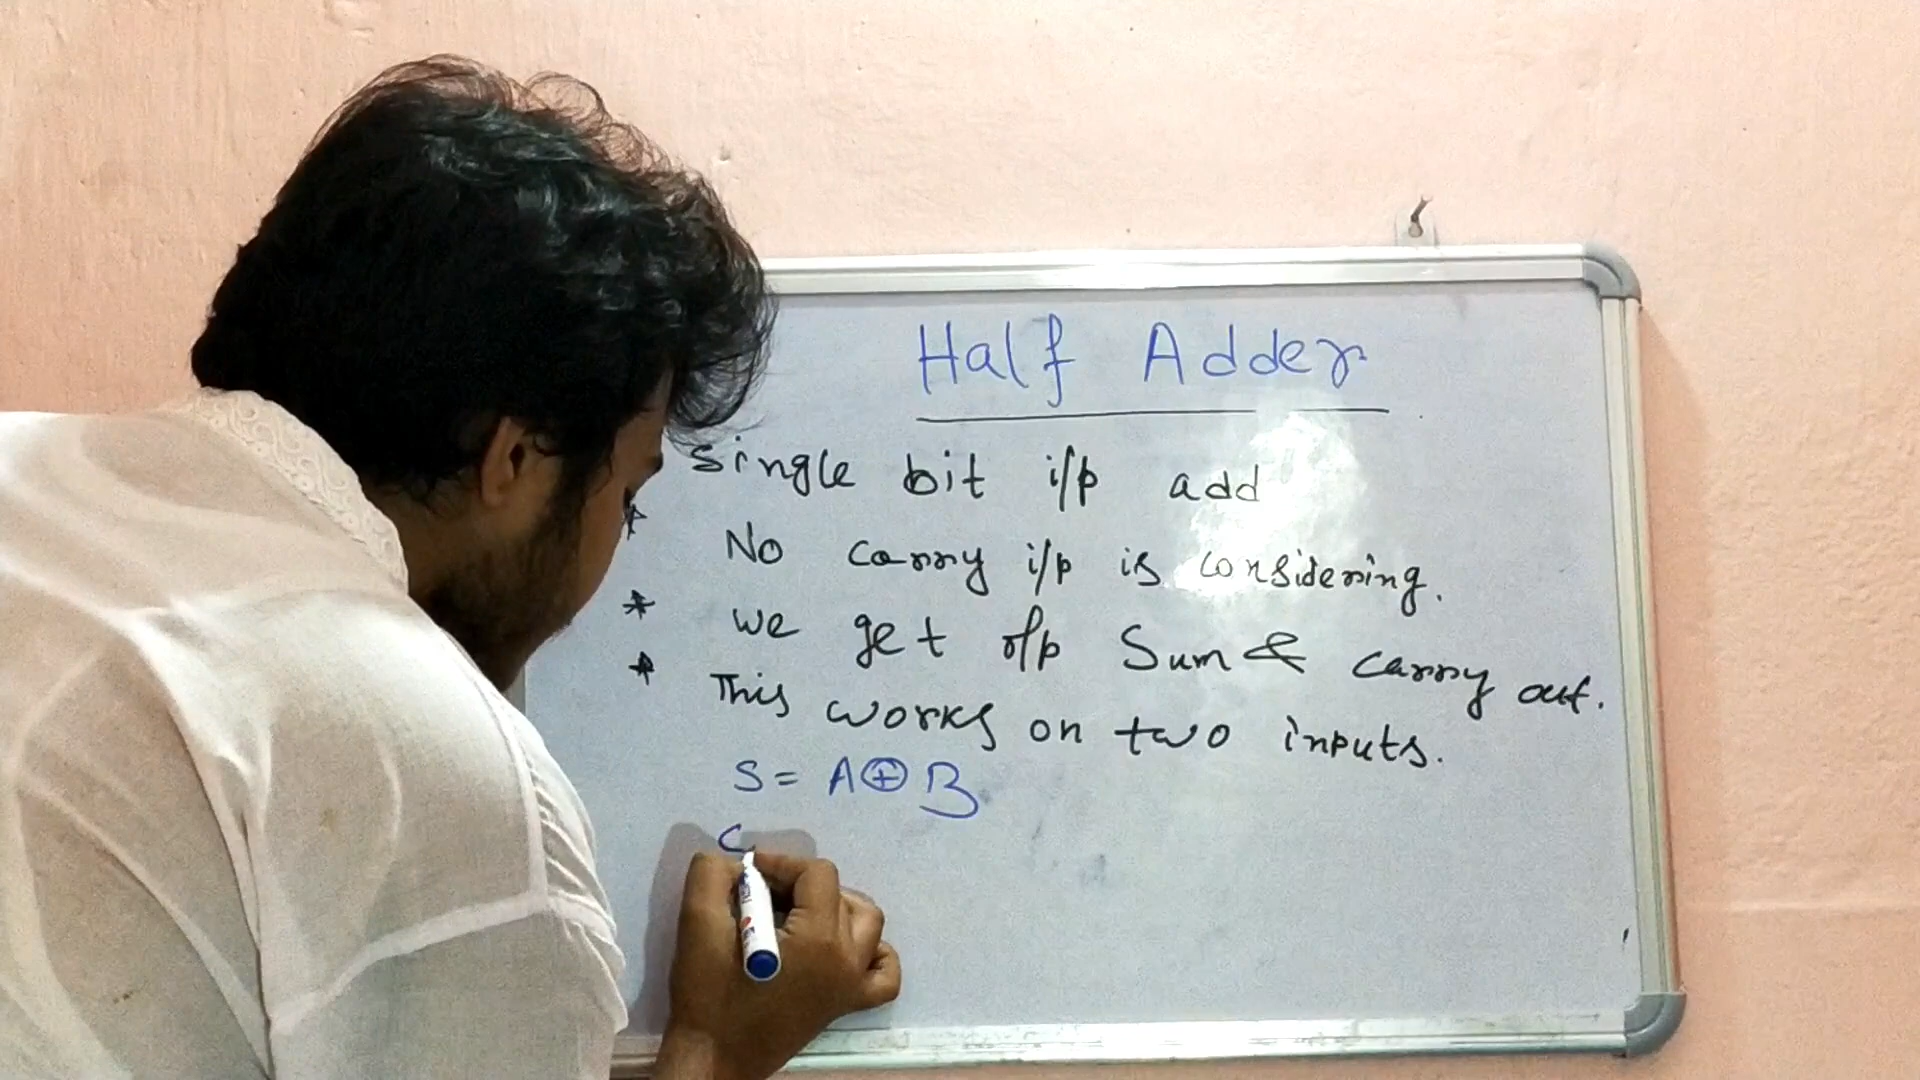 Half Adder
single bit i/p add
* No carry i/p is considering.
* we get o/p Sum & carry out.
* This works on two inputs.
S = A ⊕ B
C